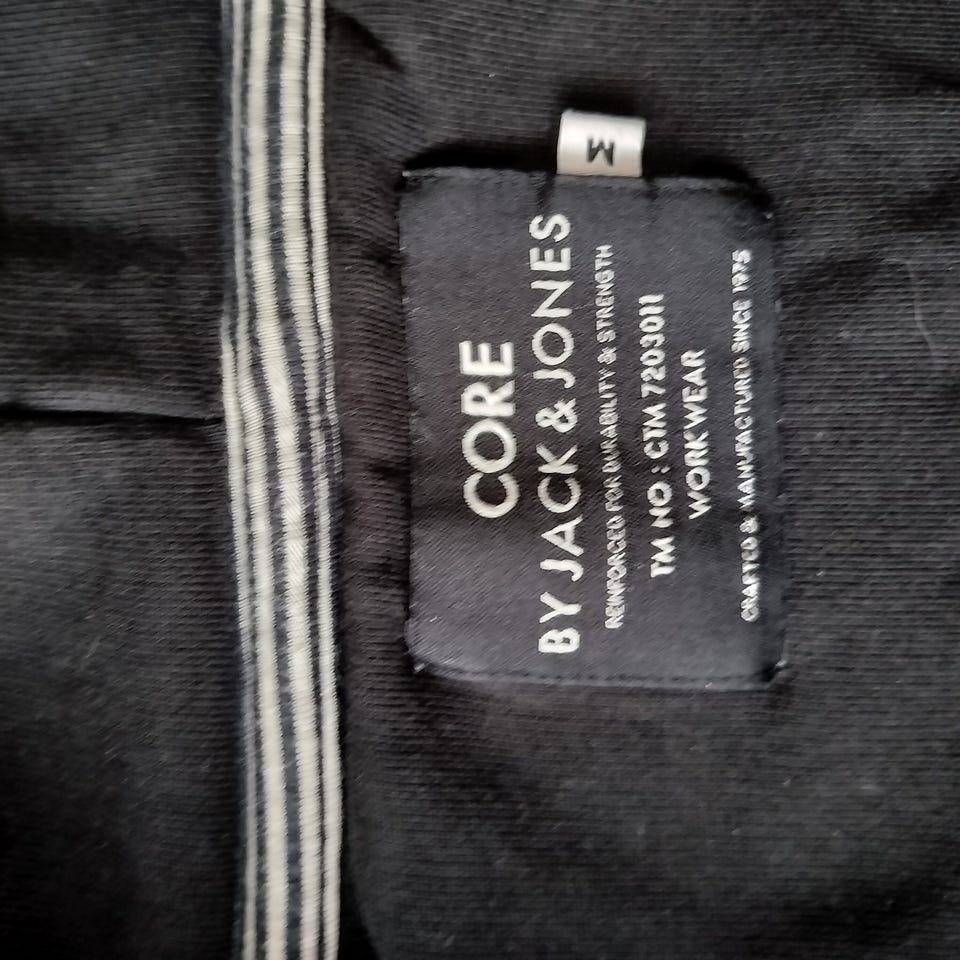 M
CORE
BY JACK & JONES
REINFORCED FOR DURABILITY & STRENGTH
TM NO : CTM 7203011
WORKWEAR
CRAFTED & MANUFACTURED SINCE 1975